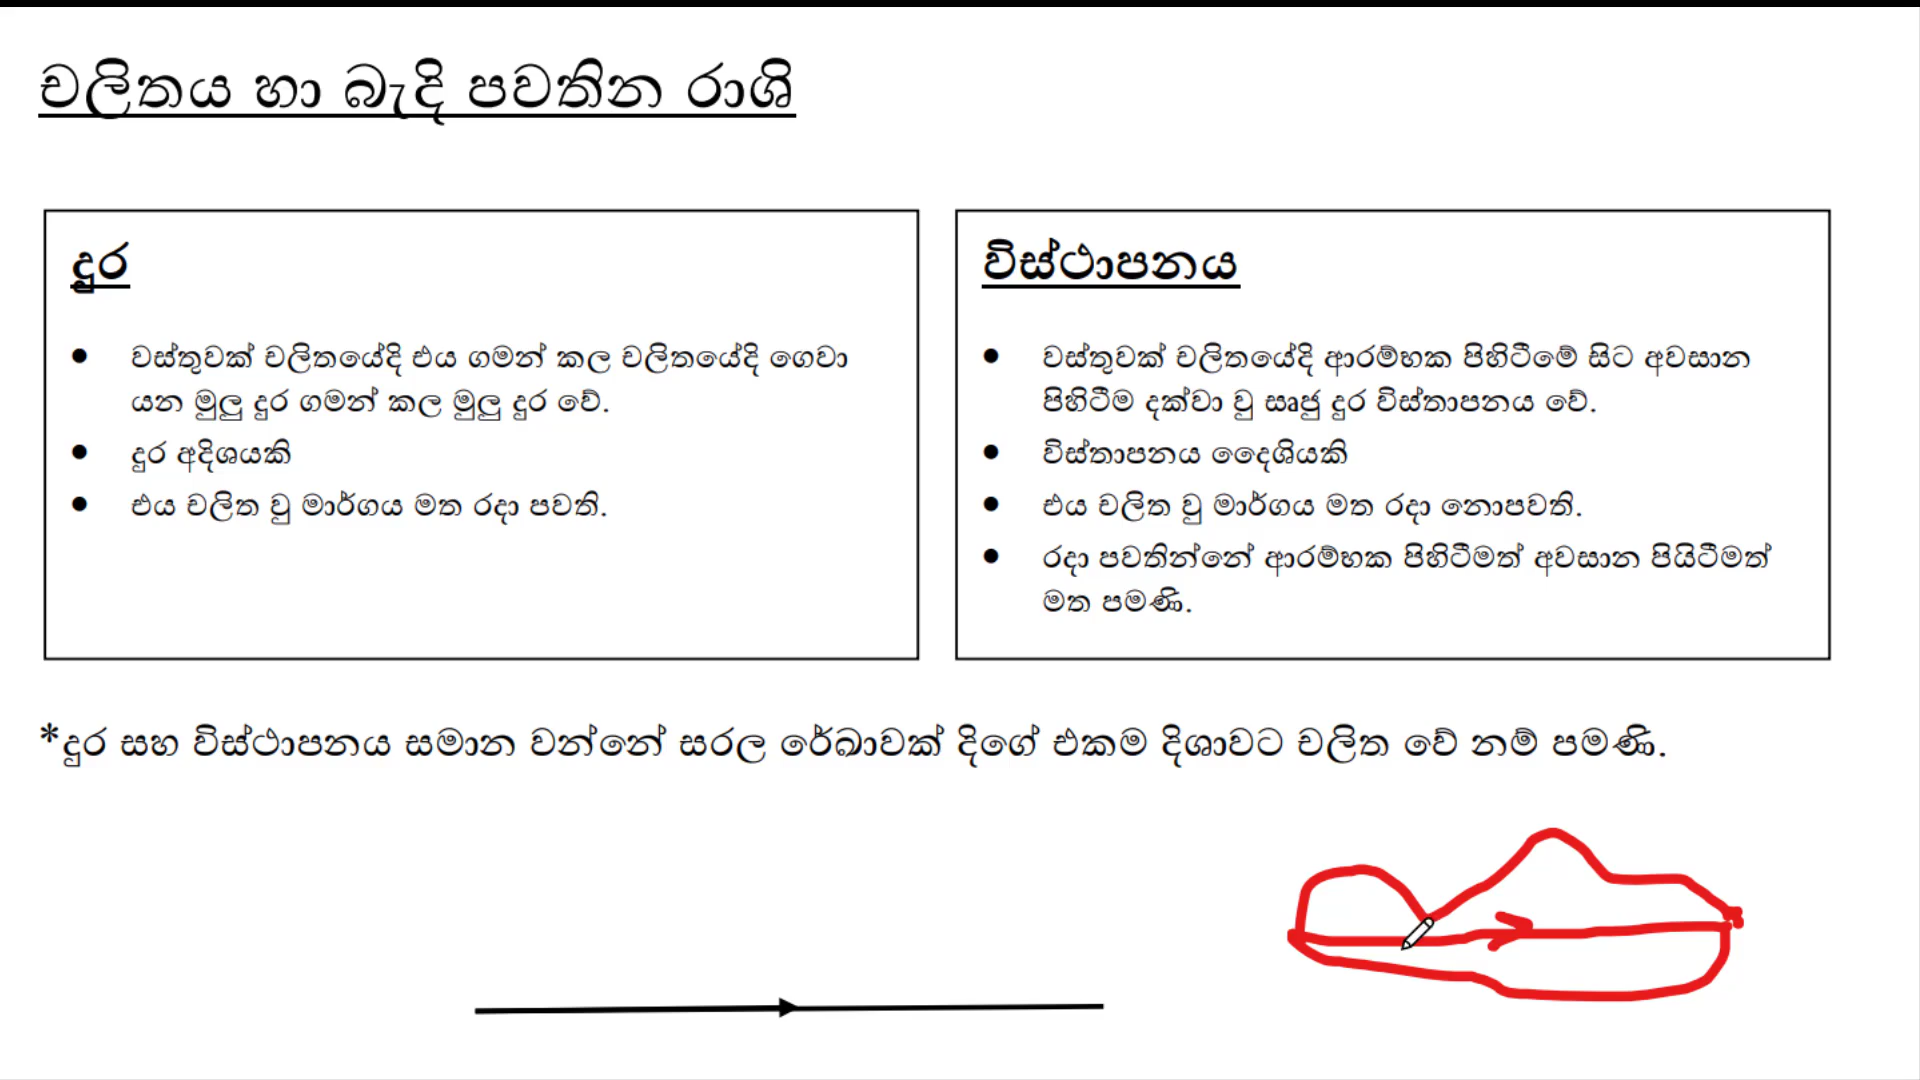 චලිතය හා බැදි පවතින රාශි
දුර
● වස්තුවක් චලිතයේදි එය ගමන් කල චලිතයේදි ගෙවා
යන මුලු දුර ගමන් කල මුලු දුර වේ.
● දුර අදිශයකි
● එය චලිත වු මාර්ගය මත රදා පවතී.
විස්ථාපනය
● වස්තුවක් චලිතයේදි ආරම්භක පිහිටීමේ සිට අවසාන
පිහිටීම දක්වා වු සෘජු දුර විස්තාපනය වේ.
● විස්තාපනය දෛශියකි
● එය චලිත වු මාර්ගය මත රදා නොපවති.
● රදා පවතින්නේ ආරම්භක පිහිටීමත් අවසාන පියිටීමත්
මත පමණි.
*දුර සහ විස්ථාපනය සමාන වන්නේ සරල රේඛාවක් දිගේ එකම දිශාවට චලිත වේ නම් පමණි.